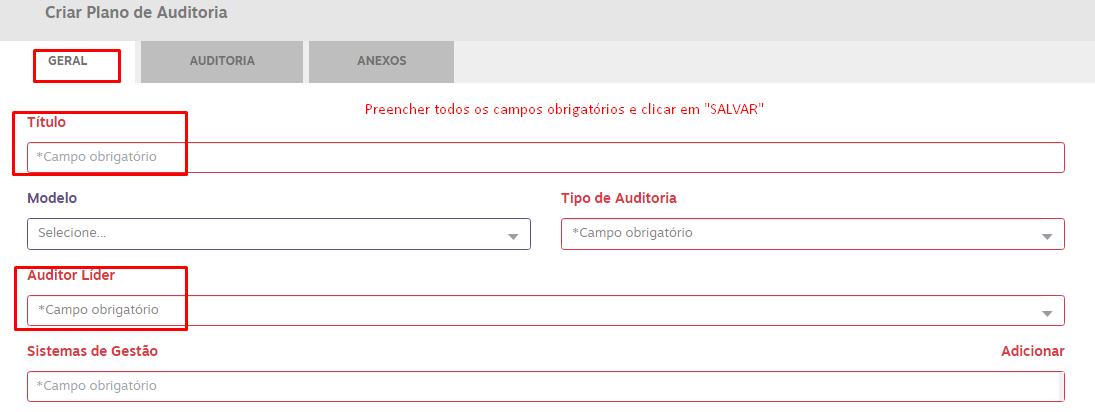 Criar Plano de Auditoria
GERAL AUDITORIA ANEXOS
Preencher todos os campos obrigatórios e clicar em "SALVAR"
Título
*Campo obrigatório
Modelo Tipo de Auditoria
Selecione... *Campo obrigatório
Auditor Líder
*Campo obrigatório
Sistemas de Gestão Adicionar
*Campo obrigatório